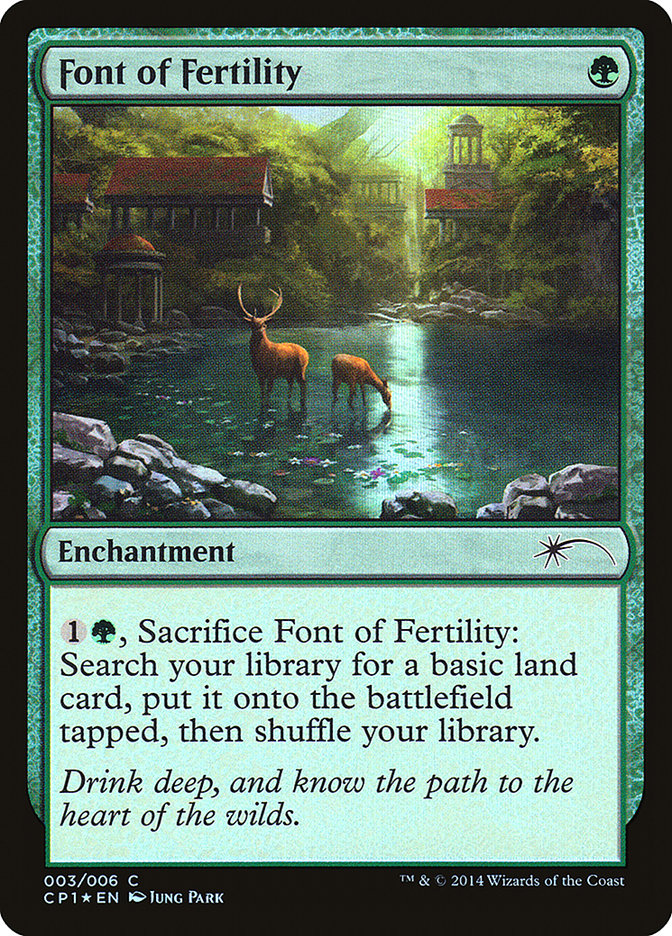 Font of Fertility
Enchantment
1, Sacrifice Font of Fertility:
Search your library for a basic land
card, put it onto the battlefield
tapped, then shuffle your library.
Drink deep, and know the path to the
heart of the wilds.
003/006 C
CP1★EN Jung Park
™ & © 2014 Wizards of the Coast